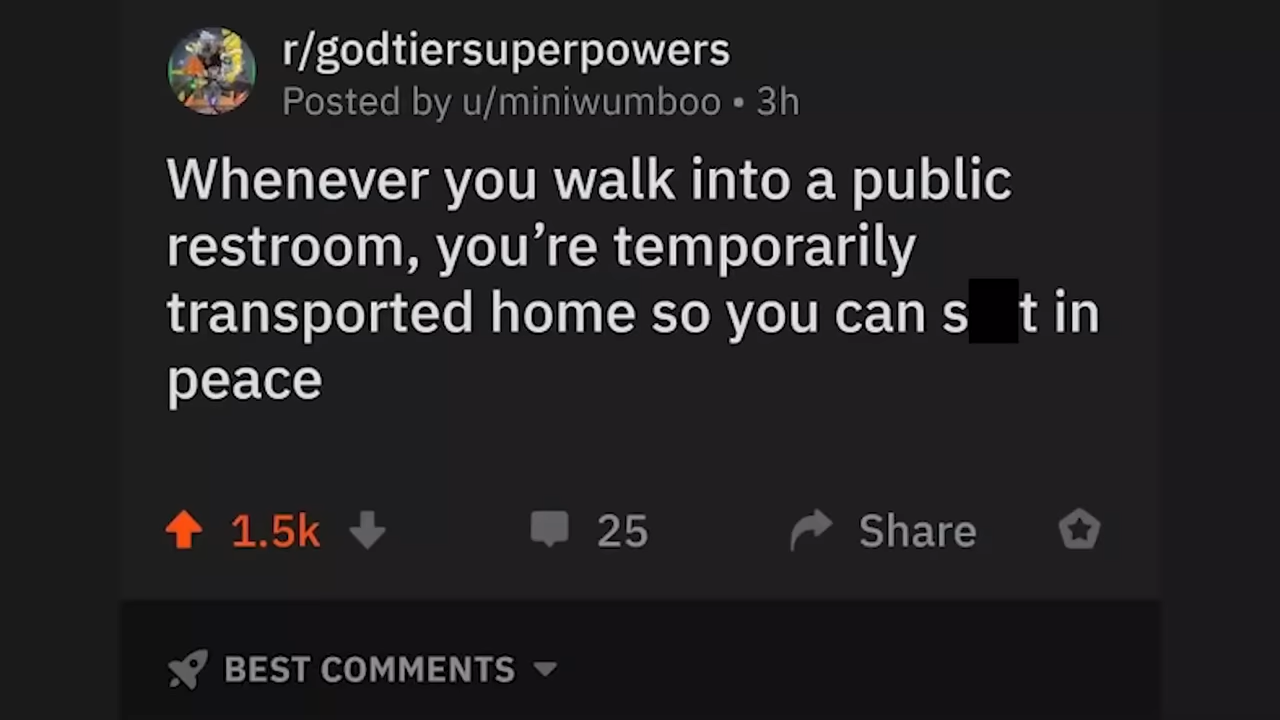 r/godtiersuperpowers
Posted by u/miniwumboo • 3h
Whenever you walk into a public
restroom, you’re temporarily
transported home so you can s t in
peace
1.5k 25 Share
BEST COMMENTS